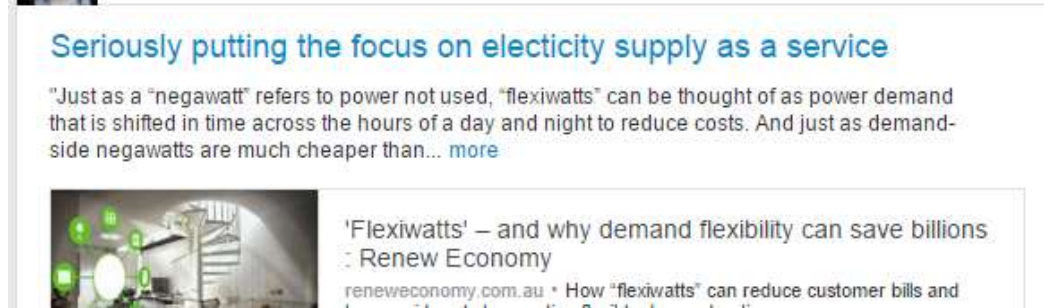 Seriously putting the focus on electicity supply as a service
"Just as a “negawatt” refers to power not used, “flexiwatts” can be thought of as power demand
that is shifted in time across the hours of a day and night to reduce costs. And just as demand-
side negawatts are much cheaper than... more
'Flexiwatts' – and why demand flexibility can save billions
: Renew Economy
reneweconomy.com.au • How “flexiwatts” can reduce customer bills and